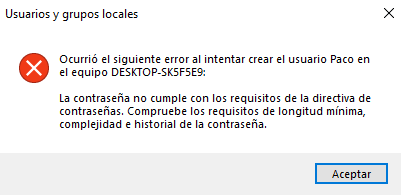 Usuarios y grupos locales
Ocurrió el siguiente error al intentar crear el usuario Paco en
el equipo DESKTOP-SK5F5E9:
La contraseña no cumple con los requisitos de la directiva de
contraseñas. Compruebe los requisitos de longitud mínima,
complejidad e historial de la contraseña.
Aceptar